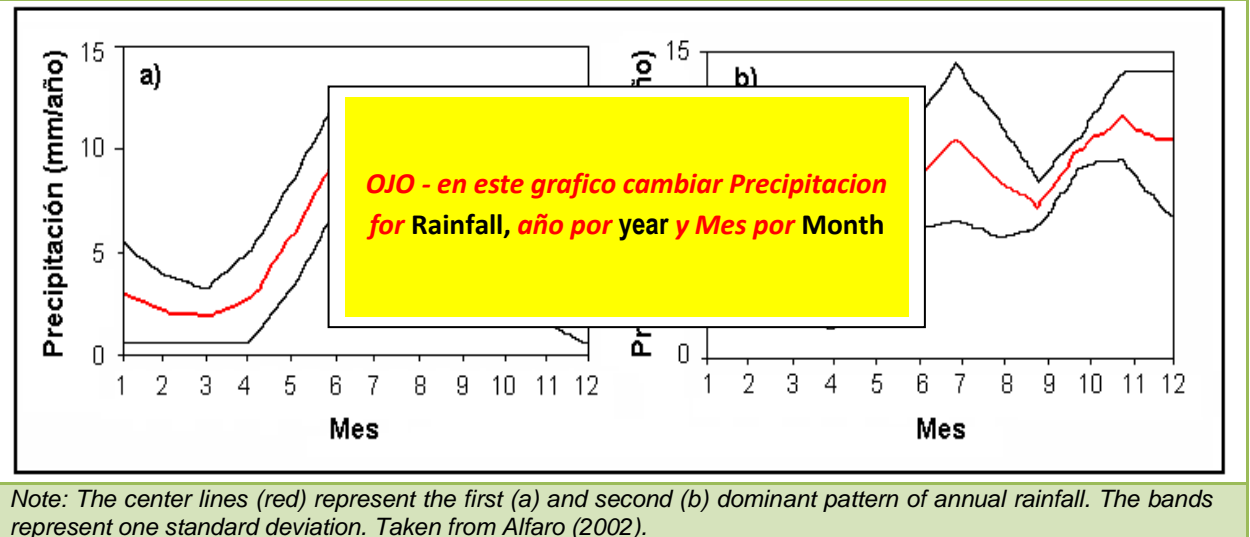 15
a)
10
5
0
Precipitación (mm/año)
1 2 3 4 5 6 7 8 9 10 11 12
Mes
OJO - en este grafico cambiar Precipitacion
for Rainfall, año por year y Mes por Month
15
b)
0
1 2 3 4 5 6 7 8 9 10 11 12
Mes
Note: The center lines (red) represent the first (a) and second (b) dominant pattern of annual rainfall. The bands
represent one standard deviation. Taken from Alfaro (2002).